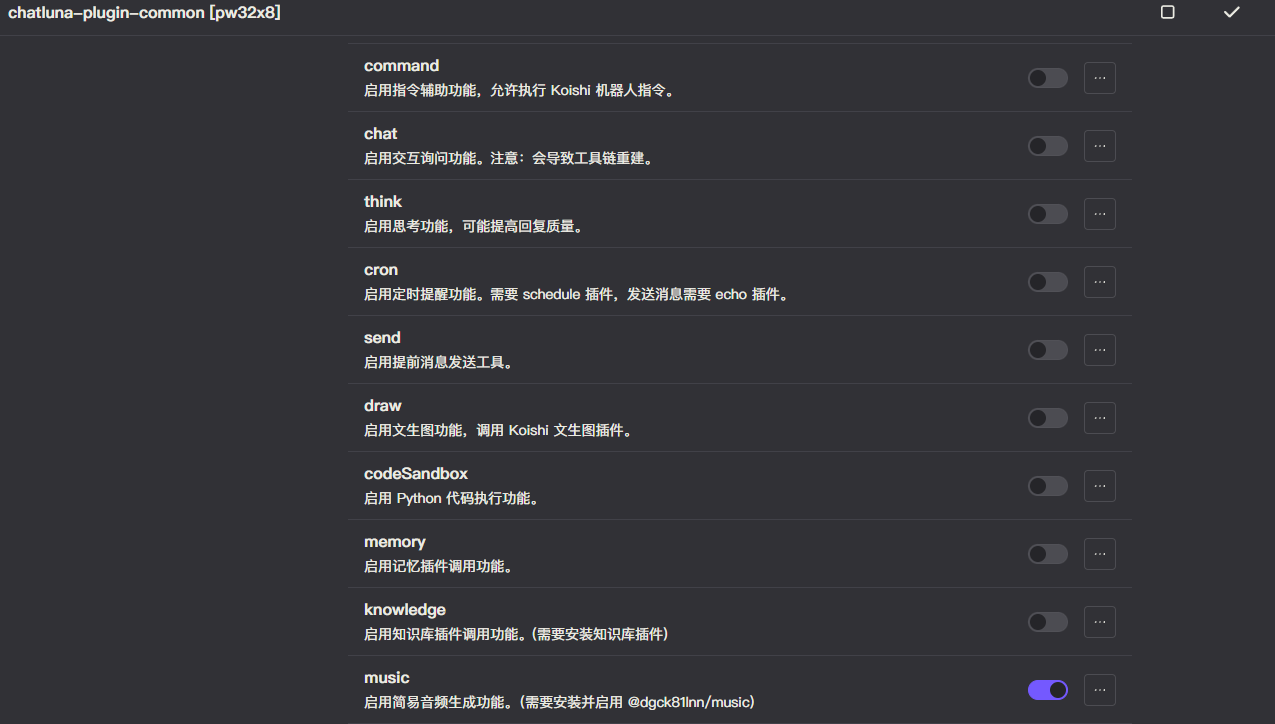 chatluna-plugin-common [pw32x8]
command
启用指令辅助功能，允许执行 Koishi 机器人指令。
chat
启用交互询问功能。注意：会导致工具链重建。
think
启用思考功能，可能提高回复质量。
cron
启用定时提醒功能。需要 schedule 插件，发送消息需要 echo 插件。
send
启用提前消息发送工具。
draw
启用文生图功能，调用 Koishi 文生图插件。
codeSandbox
启用 Python 代码执行功能。
memory
启用记忆插件调用功能。
knowledge
启用知识库插件调用功能。(需要安装知识库插件)
music
启用简易音频生成功能。(需要安装并启用 @dgck81lnn/music)